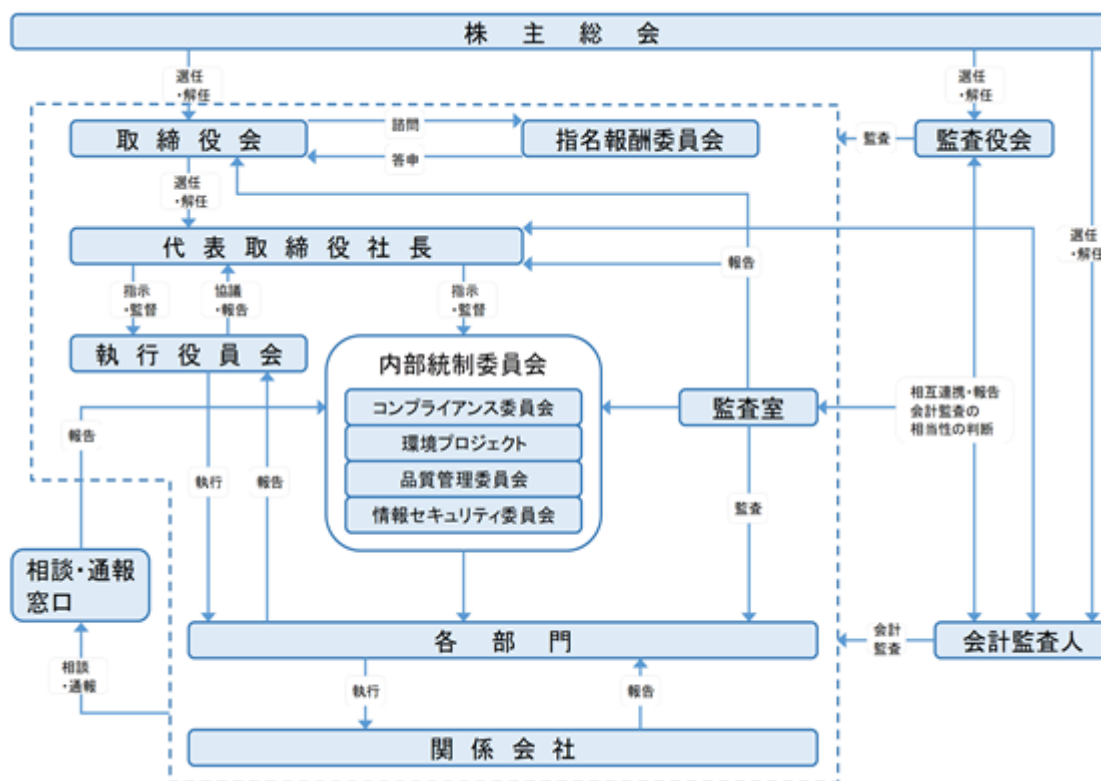 株主総会
選任
・解任
選任
・解任
取締役会
諮問
答申
指名報酬委員会
監査
監査役会
選任
・解任
代表取締役社長
報告
選任
・解任
指示
・監督
協議
・報告
指示
・監督
執行役員会
内部統制委員会
コンプライアンス委員会
環境プロジェクト
品質管理委員会
情報セキュリティ委員会
監査室
相互連携・報告
会計監査の
相当性の判断
報告
執行
報告
監査
相談・通報
窓口
各部門
会計
監査
会計監査人
相談
・通報
執行
報告
関係会社